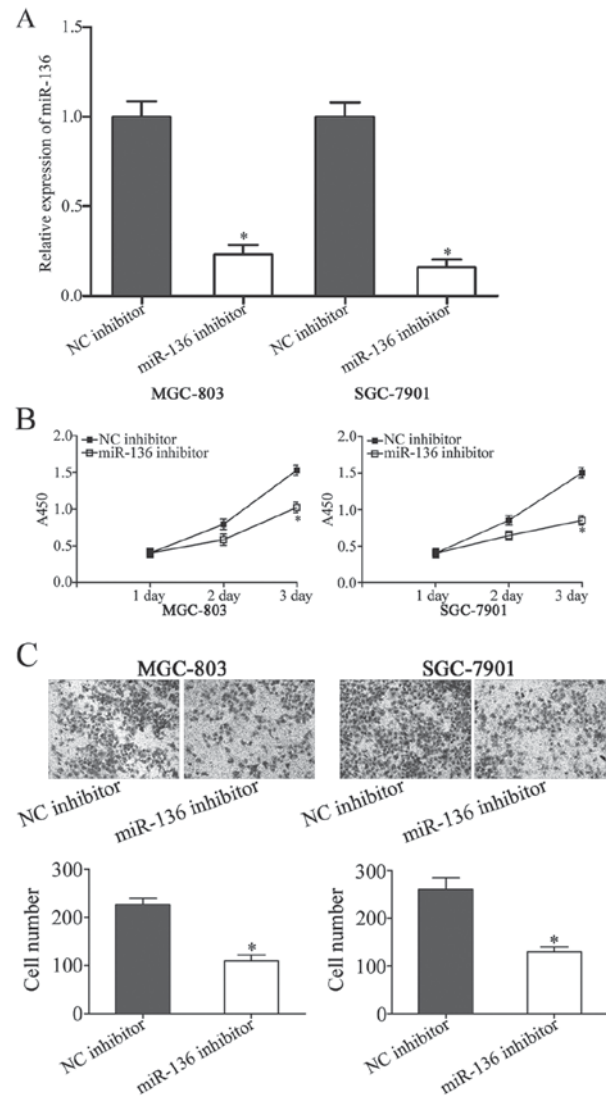 A
Relative expression of miR-136
1.5
1.0
0.5
0.0
*
*
NC inhibitor
miR-136 inhibitor
NC inhibitor
miR-136 inhibitor
MGC-803
SGC-7901
B
2.0
1.5
1.0
0.5
0.0
A450
NC inhibitor
miR-136 inhibitor
*
1 day
2 day
3 day
MGC-803
2.0
1.5
1.0
0.5
0.0
A450
NC inhibitor
miR-136 inhibitor
*
1 day
2 day
3 day
SGC-7901
C
MGC-803
SGC-7901
NC inhibitor
miR-136 inhibitor
NC inhibitor
miR-136 inhibitor
Cell number
300
200
100
0
*
NC inhibitor
miR-136 inhibitor
Cell number
300
200
100
0
*
NC inhibitor
miR-136 inhibitor